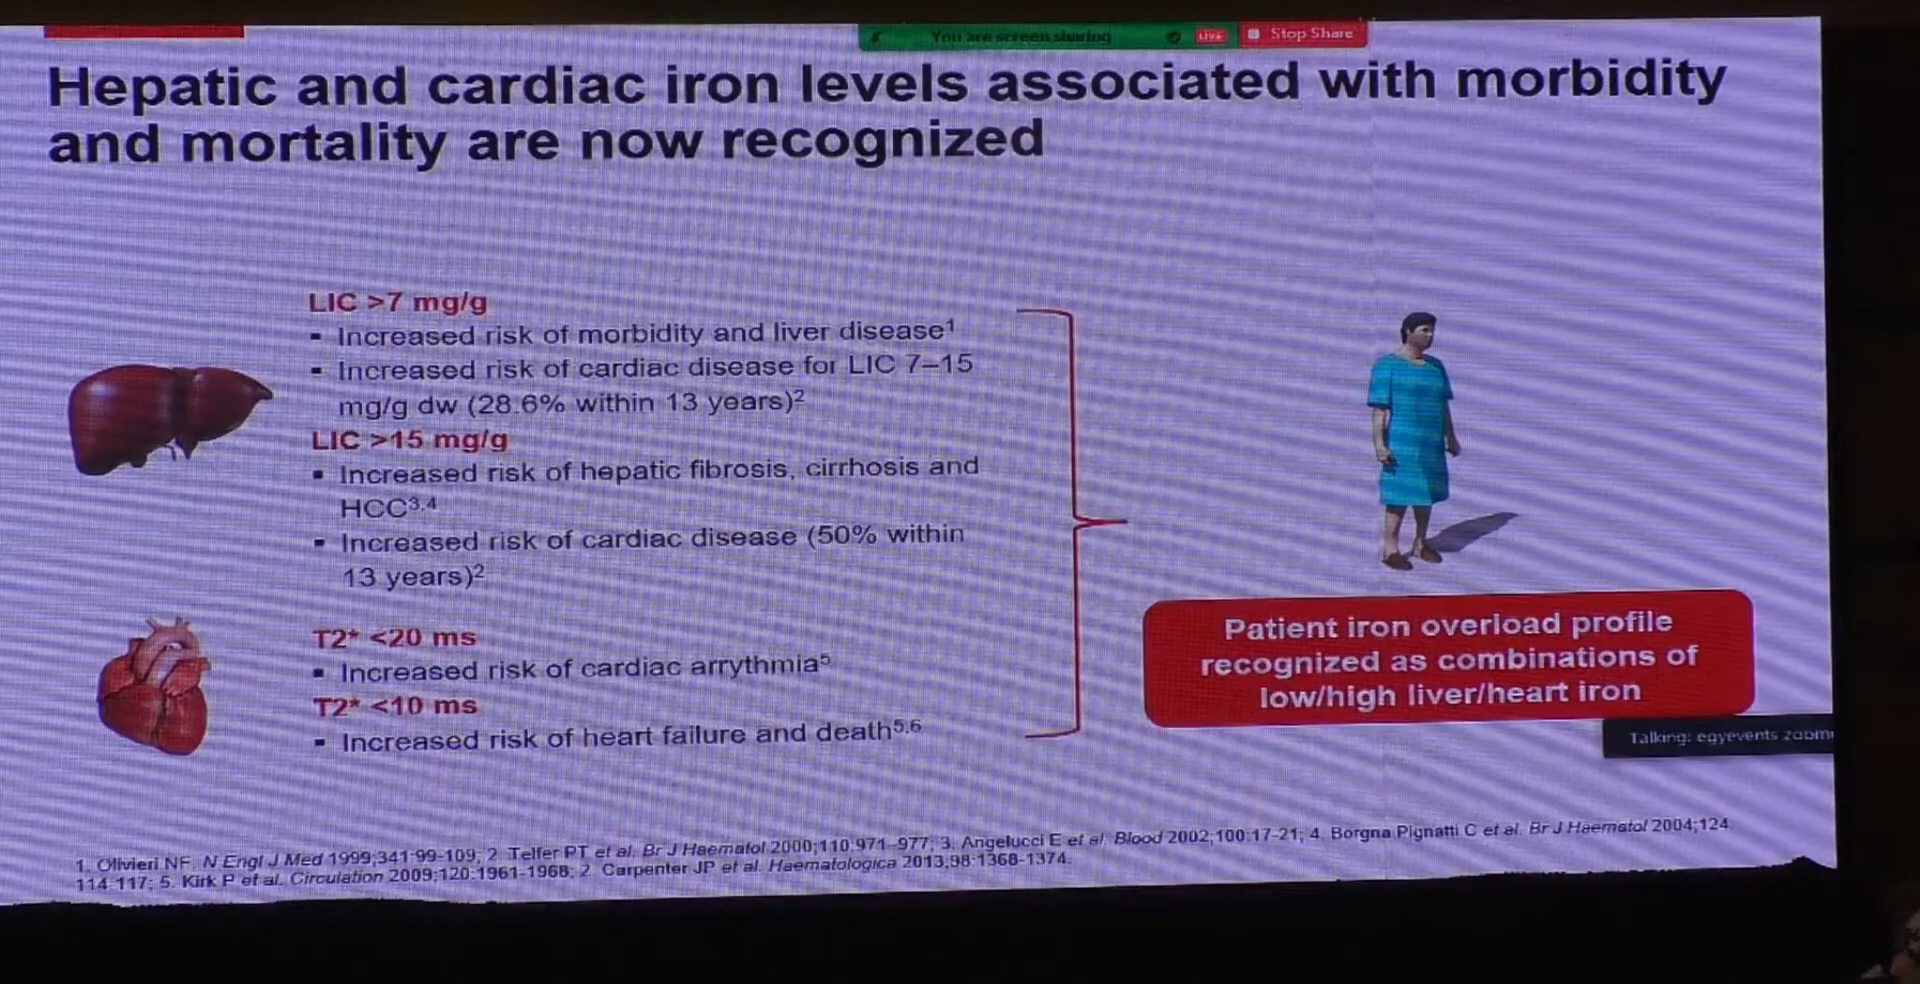 You are screen sharing LIVE Stop Share
Hepatic and cardiac iron levels associated with morbidity
and mortality are now recognized
LIC >7 mg/g
▪ Increased risk of morbidity and liver disease¹
▪ Increased risk of cardiac disease for LIC 7–15
mg/g dw (28.6% within 13 years)²
LIC >15 mg/g
▪ Increased risk of hepatic fibrosis, cirrhosis and
HCC³,⁴
▪ Increased risk of cardiac disease (50% within
13 years)²
T2* <20 ms
▪ Increased risk of cardiac arrythmia⁵
T2* <10 ms
▪ Increased risk of heart failure and death⁵,⁶
Patient iron overload profile
recognized as combinations of
low/high liver/heart iron
Talking: egyevents zoom
1. Olivieri NF. N Engl J Med 1999;341:99-109; 2. Telfer PT et al. Br J Haematol 2000;110:971-977; 3. Angelucci E et al. Blood 2002;100:17-21; 4. Borgna Pignatti C et al. Br J Haematol 2004;124
114-117; 5. Kirk P et al. Circulation 2009;120:1961-1968; 2. Carpenter JP et al. Haematologica 2013;98:1368-1374.